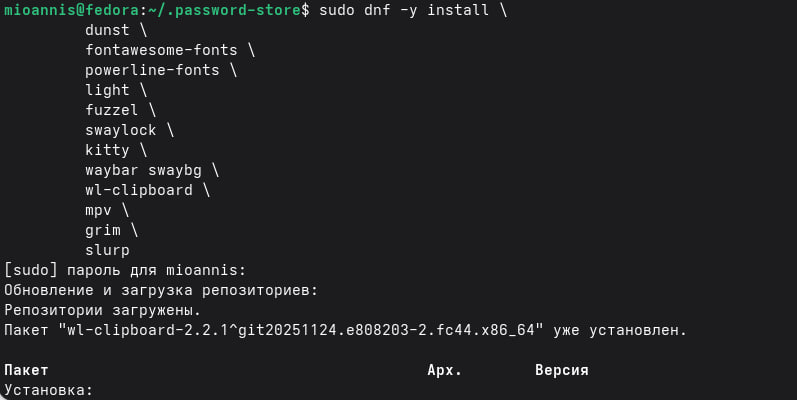 mioannis@fedora:~/.password-store$ sudo dnf -y install \
dunst \
fontawesome-fonts \
powerline-fonts \
light \
fuzzel \
swaylock \
kitty \
waybar swaybg \
wl-clipboard \
mpv \
grim \
slurp
[sudo] пароль для mioannis:
Обновление и загрузка репозиториев:
Репозитории загружены.
Пакет "wl-clipboard-2.2.1^git20251124.e808203-2.fc44.x86_64" уже установлен.
Пакет Арх. Версия
Установка: